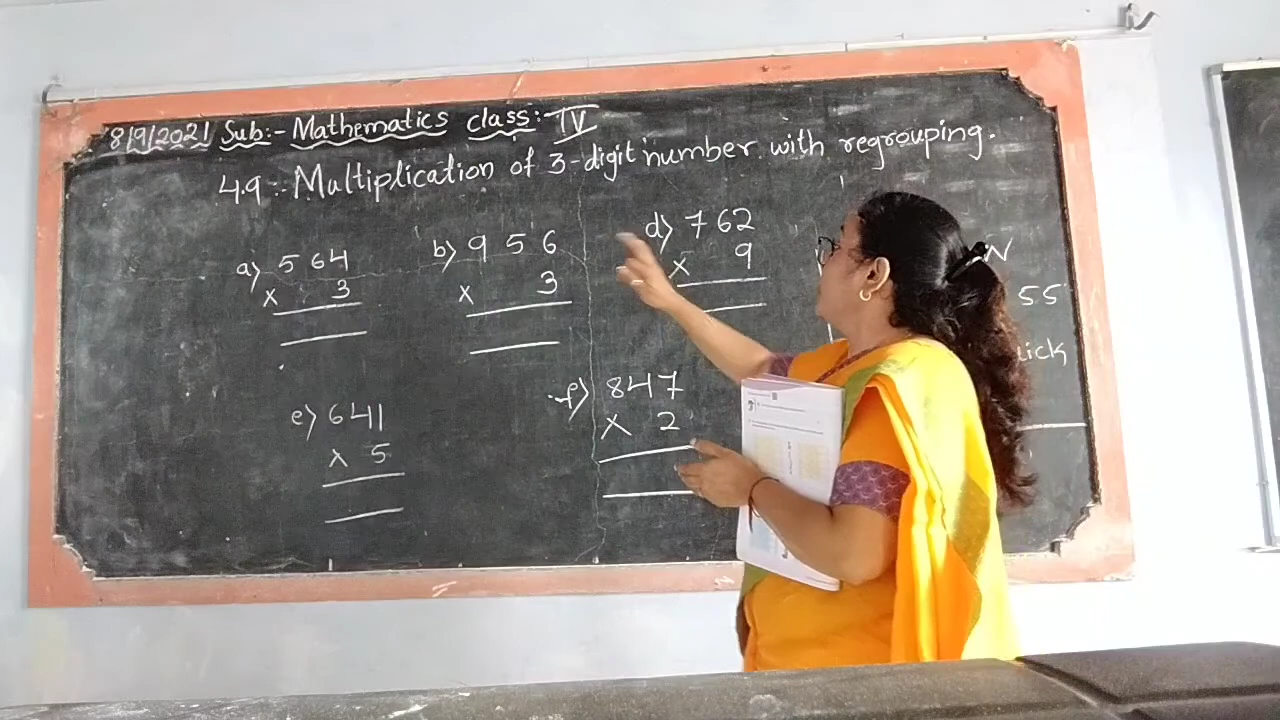 8/9/2021 Sub:- Mathematics class:- IV
4.9 :- Multiplication of 3-digit number with regrouping.
a) 564
x 3
b) 956
x 3
d) 762
x 9
N
55
ick
e) 641
x 5
f) 847
x 2